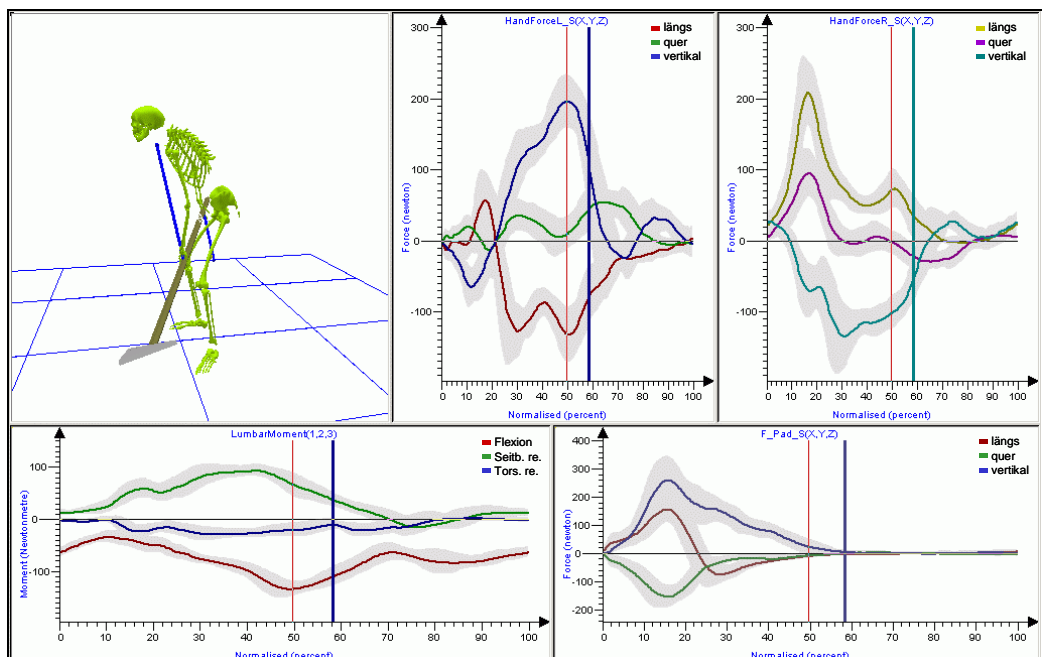 HandForceL_S(X,Y,Z)
längs
quer
vertikal
300
200
100
0
-100
Force (newton)
0 10 20 30 40 50 60 70 80 90 100
Normalised (percent)
HandForceR_S(X,Y,Z)
längs
quer
vertikal
300
200
100
0
-100
Force (newton)
0 10 20 30 40 50 60 70 80 90 100
Normalised (percent)
LumbarMoment(1,2,3)
Flexion
Seitb. re.
Tors. re.
100
0
-100
Moment (Newtonmetre)
0 10 20 30 40 50 60 70 80 90 100
Normalised (percent)
F_Pad_S(X,Y,Z)
längs
quer
vertikal
400
300
200
100
0
-100
-200
Force (newton)
0 10 20 30 40 50 60 70 80 90 100
Normalised (percent)